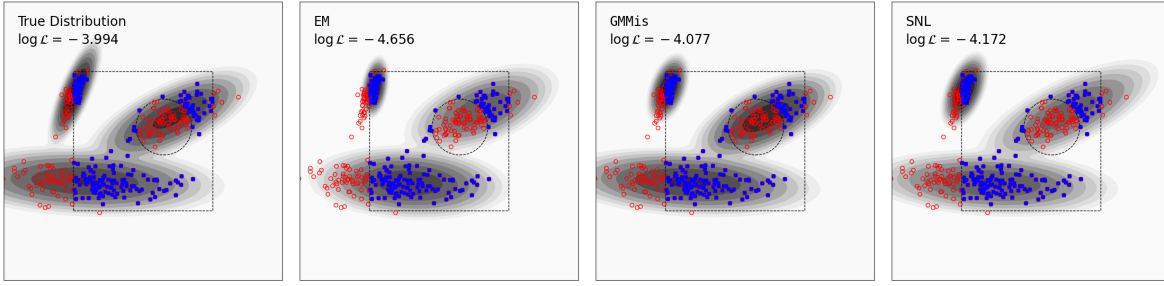 True Distribution
log ℒ = −3.994
EM
log ℒ = −4.656
GMMis
log ℒ = −4.077
SNL
log ℒ = −4.172